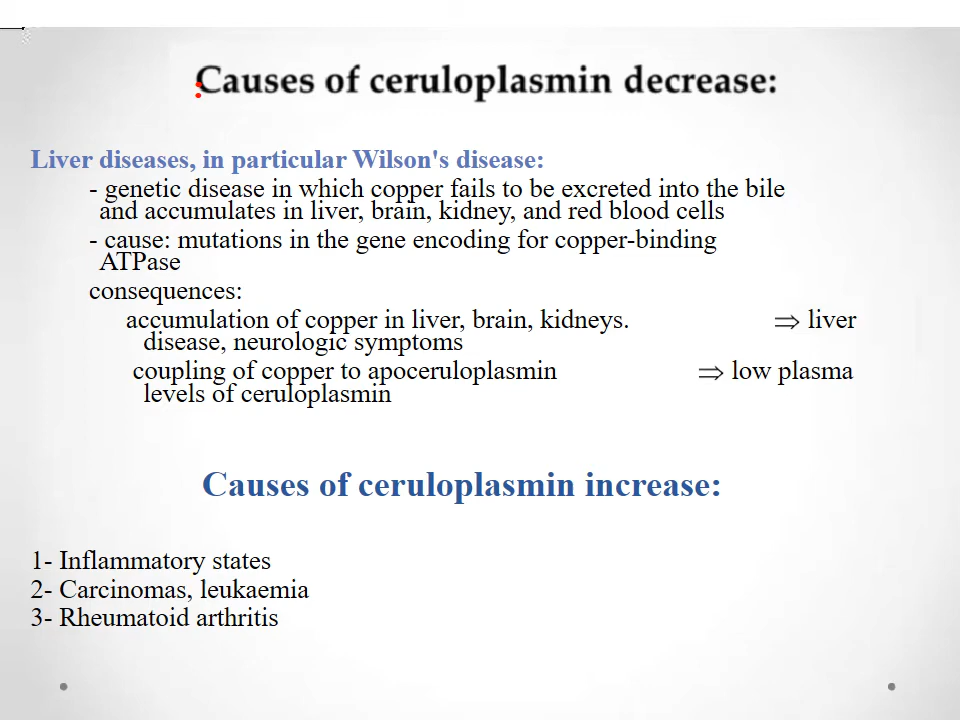 Causes of ceruloplasmin decrease:
:
Liver diseases, in particular Wilson's disease:
- genetic disease in which copper fails to be excreted into the bile
and accumulates in liver, brain, kidney, and red blood cells
- cause: mutations in the gene encoding for copper-binding
ATPase
consequences:
accumulation of copper in liver, brain, kidneys. ⇒ liver
disease, neurologic symptoms
coupling of copper to apoceruloplasmin ⇒ low plasma
levels of ceruloplasmin
Causes of ceruloplasmin increase:
1- Inflammatory states
2- Carcinomas, leukaemia
3- Rheumatoid arthritis